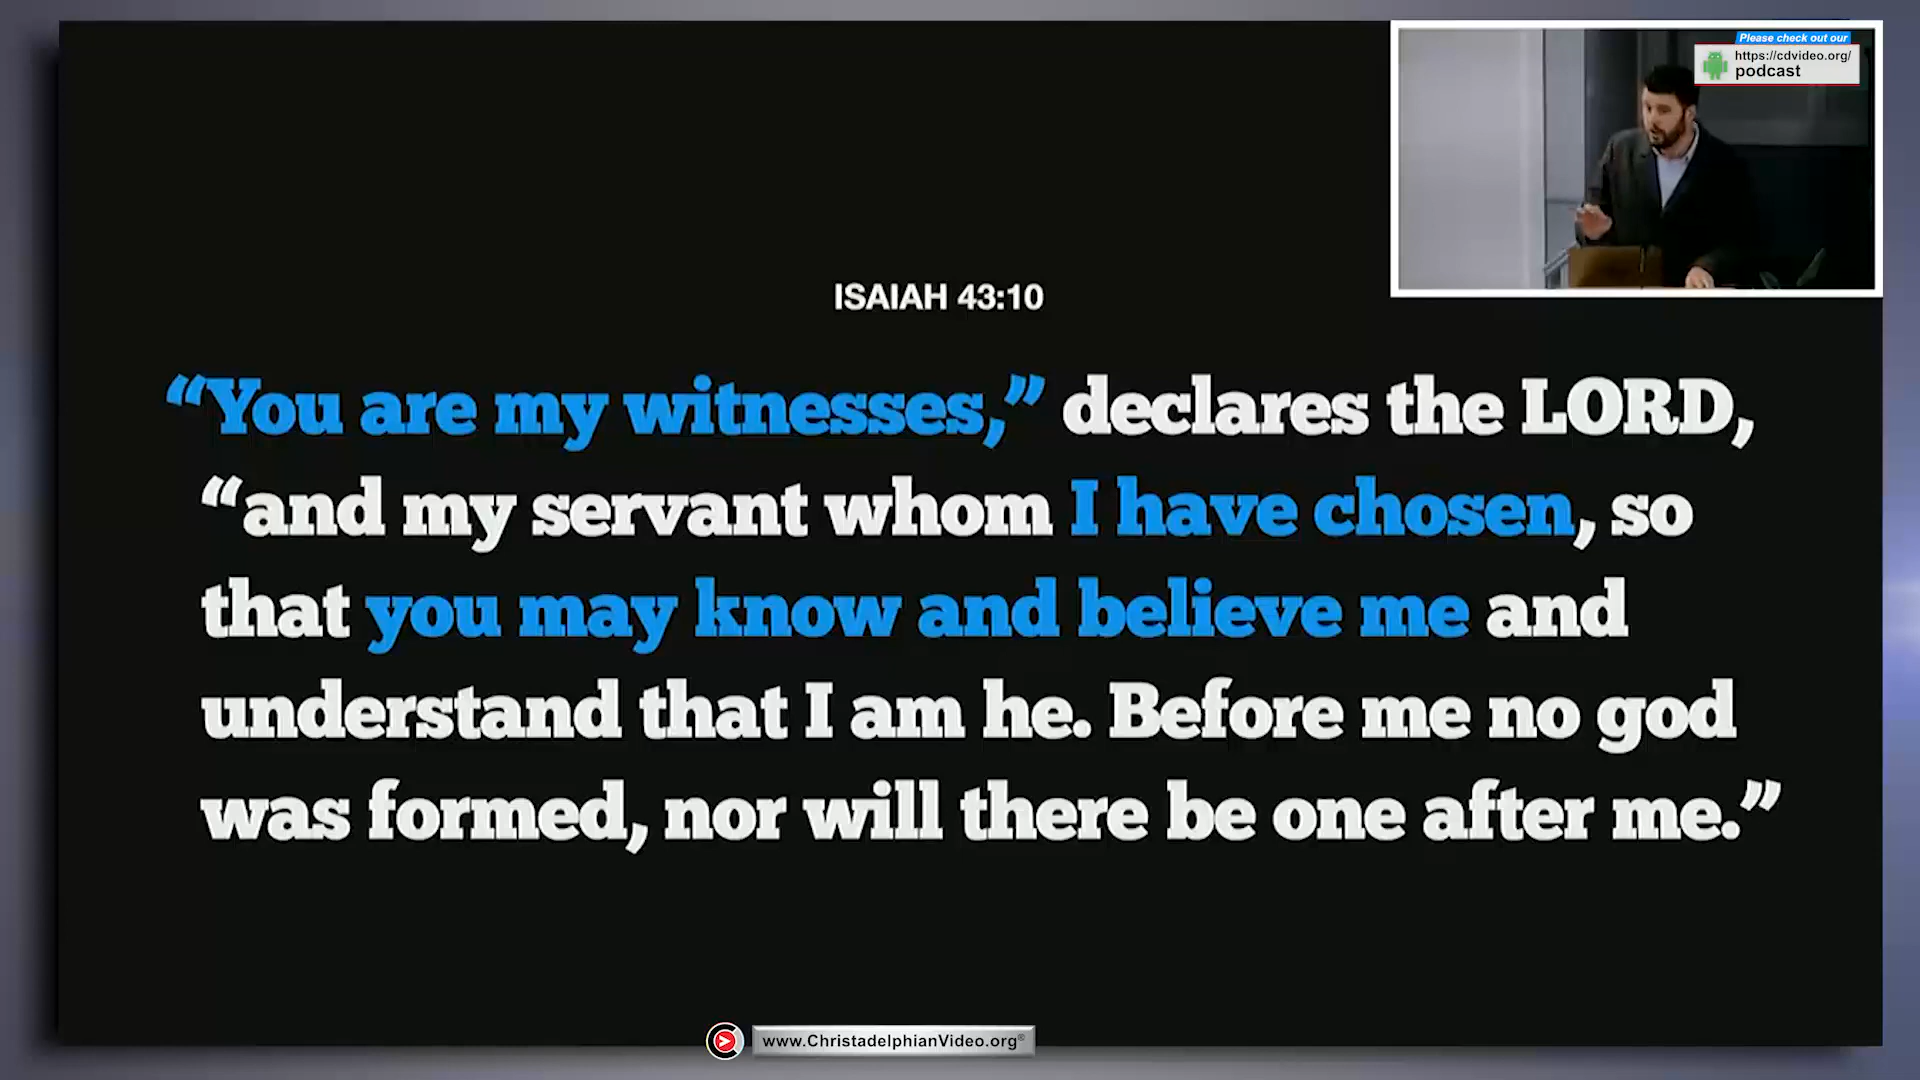 Please check out our
https://cdvideo.org/
podcast
ISAIAH 43:10
“You are my witnesses,” declares the LORD,
“and my servant whom I have chosen, so
that you may know and believe me and
understand that I am he. Before me no god
was formed, nor will there be one after me.”
www.ChristadelphianVideo.org®